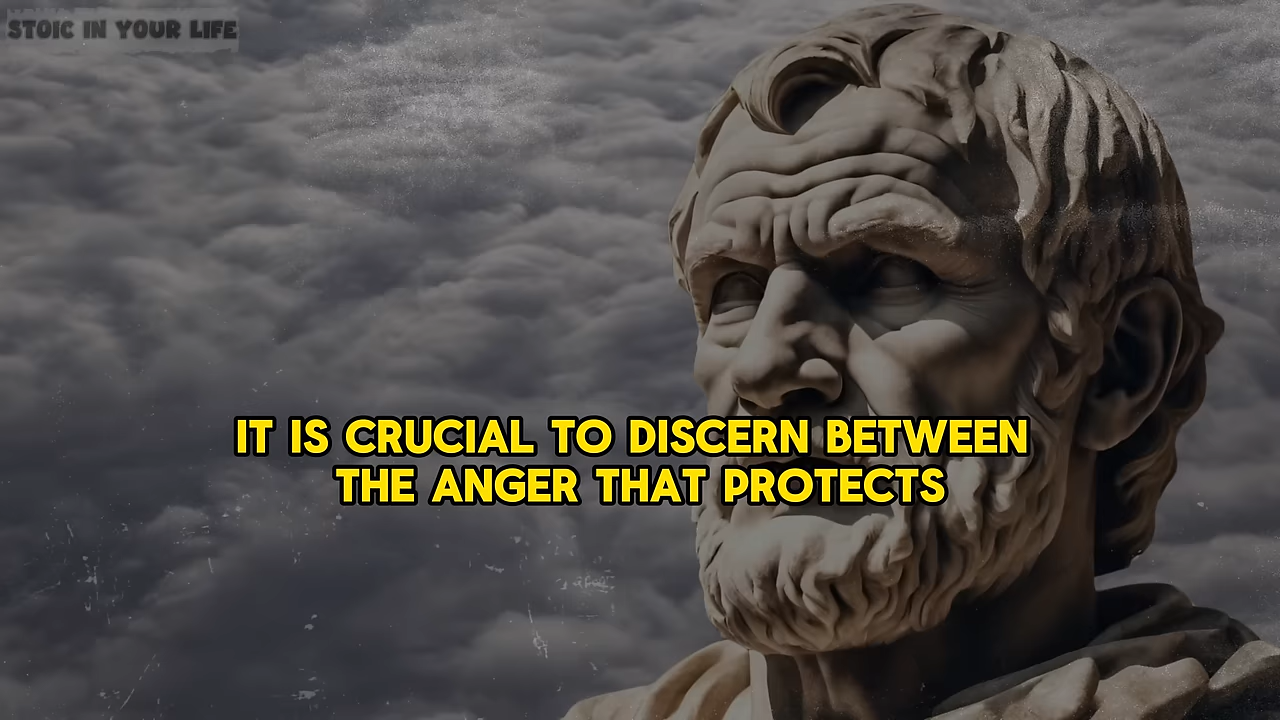 STOIC IN YOUR LIFE
IT IS CRUCIAL TO DISCERN BETWEEN
THE ANGER THAT PROTECTS